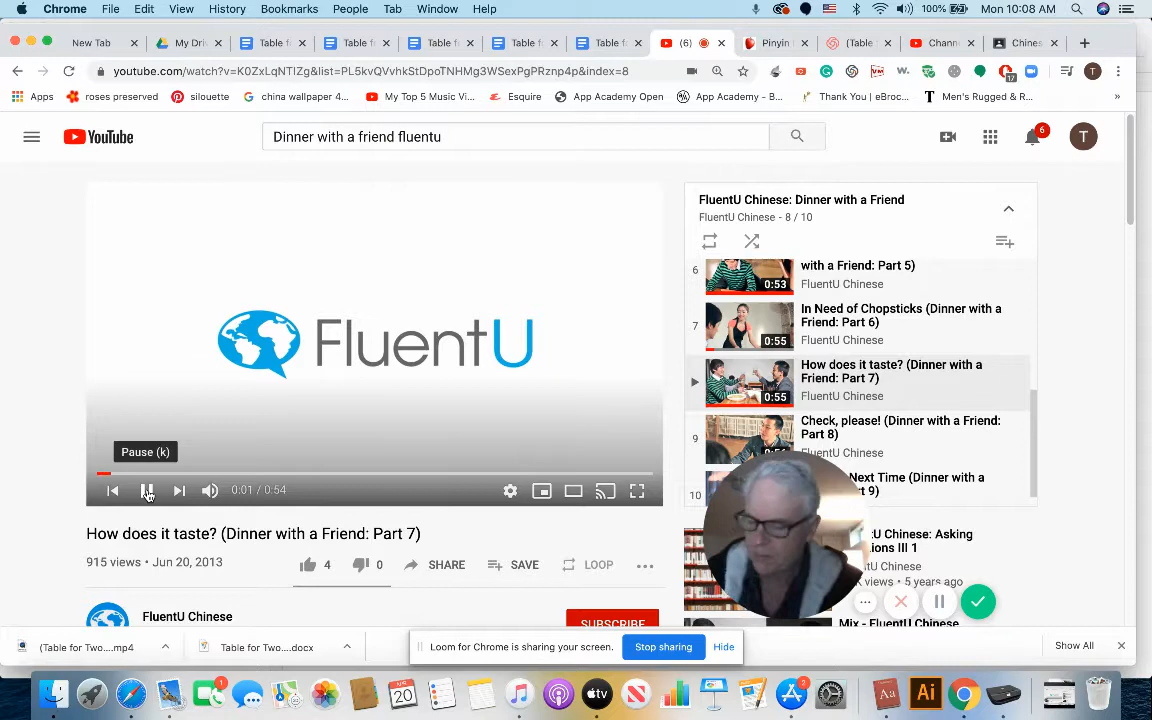 Chrome File Edit View History Bookmarks People Tab Window Help 100% Mon 10:08 AM
New Tab My Dri Table f Table f Table f Table f Table f (6) Pinyin (Table Chann Chines
youtube.com/watch?v=K0ZxLqNTIZg&list=PL5kvQVvhkStDpoTNHMg3WSexPgPRznp4p&index=8 17 T
Apps roses preserved silouette china wallpaper 4... My Top 5 Music Vi... Esquire App Academy Open App Academy - B... Thank You | eBroc... Men's Rugged & R... »
YouTube
Dinner with a friend fluentu
6
T
FluentU
Pause (k)
0:01 / 0:54
How does it taste? (Dinner with a Friend: Part 7)
915 views • Jun 20, 2013
4 0 SHARE SAVE LOOP ...
FluentU Chinese
SUBSCRIBE
FluentU Chinese: Dinner with a Friend
FluentU Chinese - 8 / 10
6 0:53 with a Friend: Part 5)
FluentU Chinese
7 0:55 In Need of Chopsticks (Dinner with a
Friend: Part 6)
FluentU Chinese
0:55 How does it taste? (Dinner with a
Friend: Part 7)
FluentU Chinese
9 Check, please! (Dinner with a Friend:
Part 8)
FluentU Chinese
10 Next Time (Dinner with a
9)
U Chinese: Asking
ions III 1
U Chinese
views • 5 years ago
Mix - FluentU Chinese
(Table for Two....mp4 Table for Two....docx Show All
Loom for Chrome is sharing your screen. Stop sharing Hide
1 APR 20 tv 2 Aa Ai